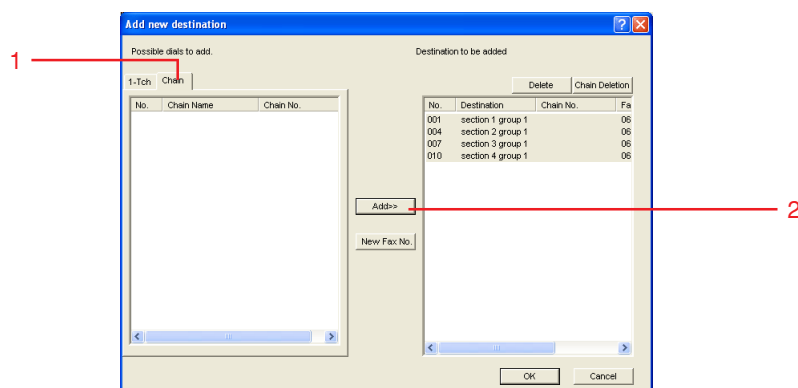 Add new destination
Possible dials to add.
Destination to be added
1
1-Tch Chain
Delete Chain Deletion
No. Chain Name Chain No.
No. Destination Chain No. Fa
001 section 1 group 1 06
004 section 2 group 1 06
007 section 3 group 1 06
010 section 4 group 1 06
Add>>
2
New Fax No.
OK Cancel